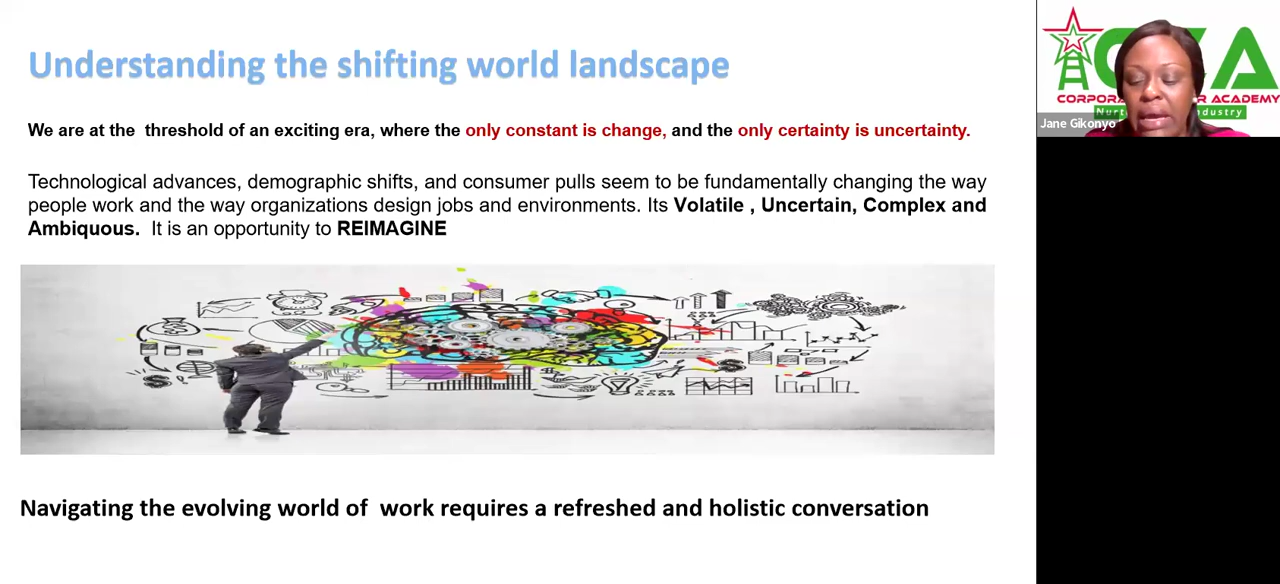 Understanding the shifting world landscape
We are at the threshold of an exciting era, where the only constant is change, and the only certainty is uncertainty.
Technological advances, demographic shifts, and consumer pulls seem to be fundamentally changing the way
people work and the way organizations design jobs and environments. Its Volatile , Uncertain, Complex and
Ambiquous. It is an opportunity to REIMAGINE
Navigating the evolving world of work requires a refreshed and holistic conversation
ACADEMY
Jane Gikonyo